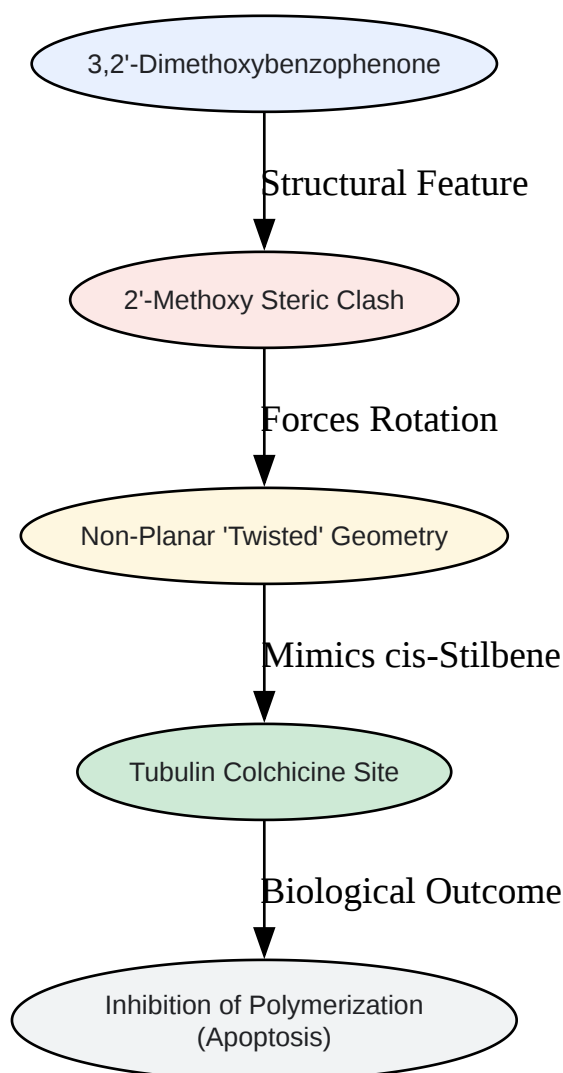 3,2'-Dimethoxybenzophenone
Structural Feature
2'-Methoxy Steric Clash
Forces Rotation
Non-Planar 'Twisted' Geometry
Mimics cis-Stilbene
Tubulin Colchicine Site
Biological Outcome
Inhibition of Polymerization
(Apoptosis)